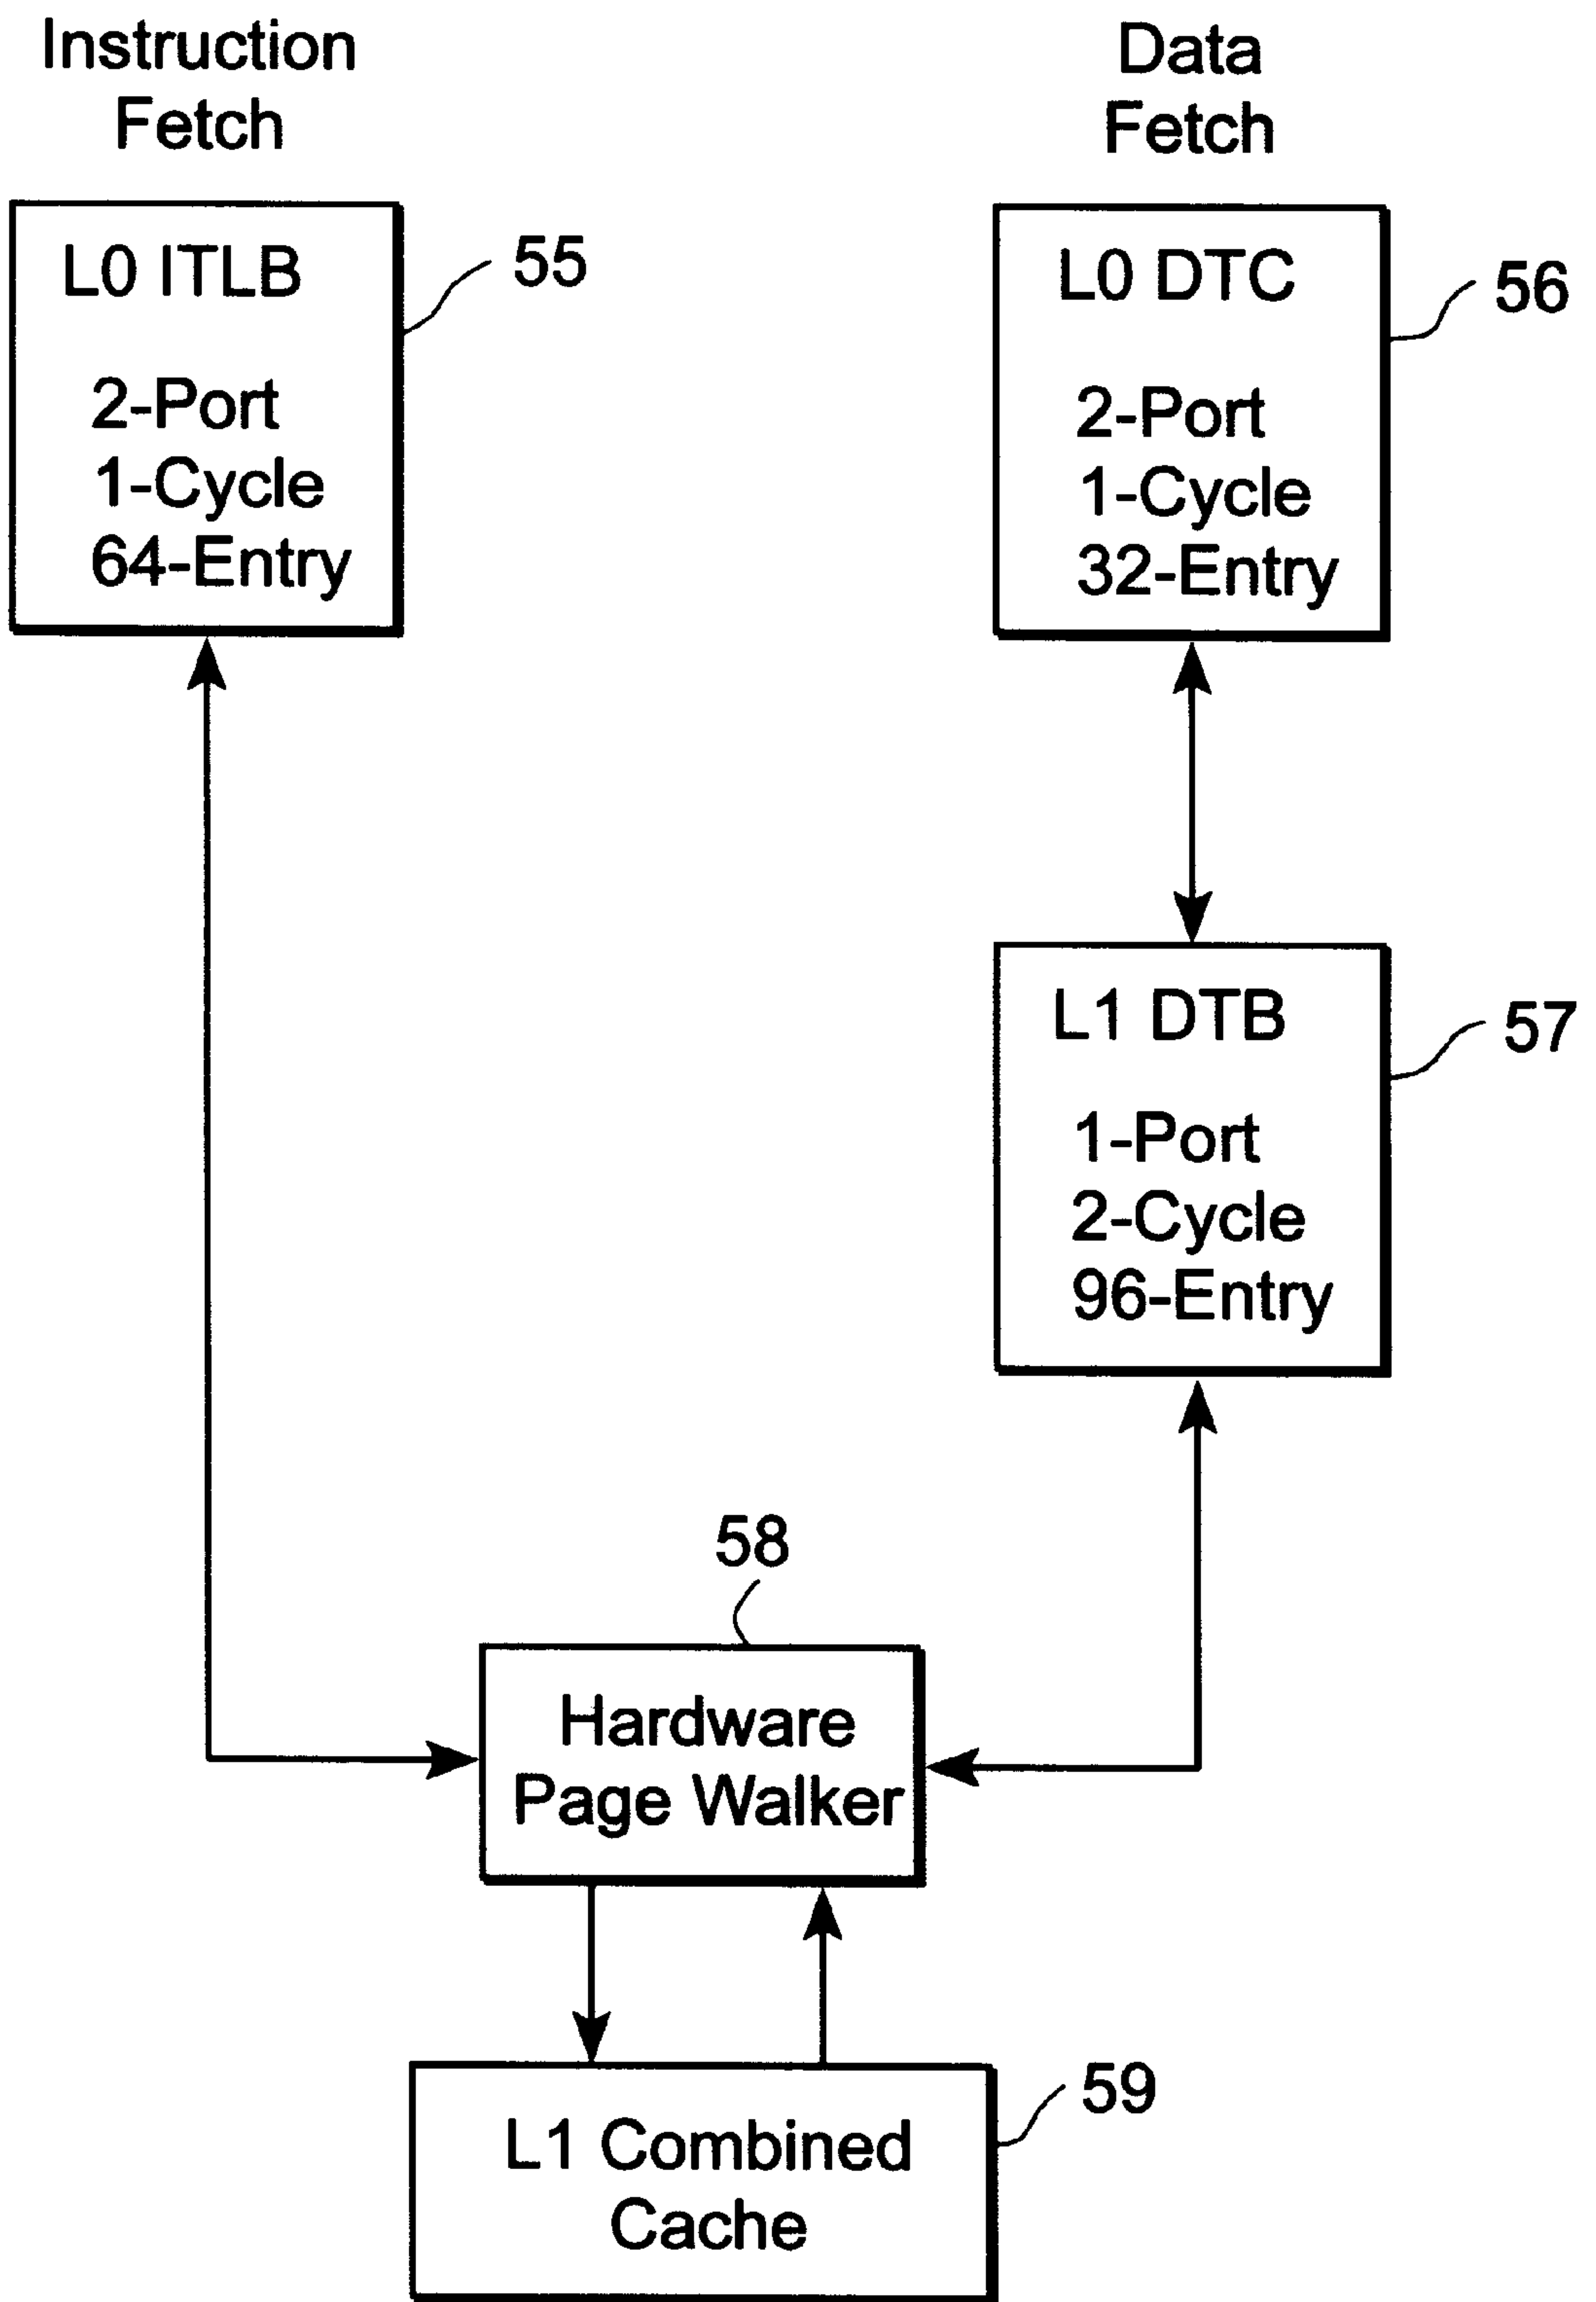 Instruction
Fetch
Data
Fetch
L0 ITLB
2-Port
1-Cycle
64-Entry
55
L0 DTC
2-Port
1-Cycle
32-Entry
56
L1 DTB
1-Port
2-Cycle
96-Entry
57
58
Hardware
Page Walker
L1 Combined
Cache
59